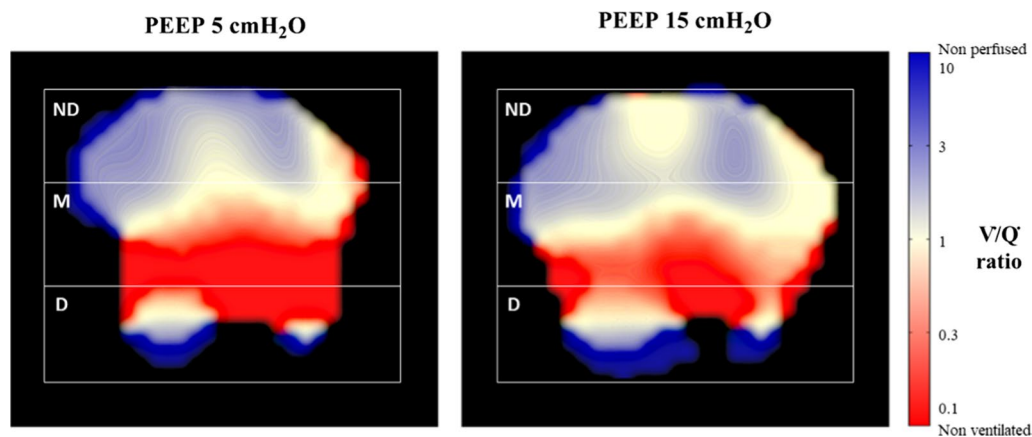 PEEP 5 cmH₂O
PEEP 15 cmH₂O
ND
M
D
ND
M
D
Non perfused
10
3
1
0.3
0.1
Non ventilated
V̇/Q̇
ratio